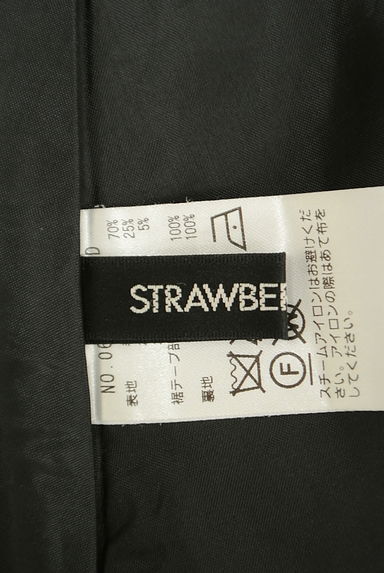 STRAWBE
NO.06
D
表地
70%
25%
5%
裾テープ部
100%
裏地
100%
F
スチームアイロンはお避けくだ
さい。アイロンの際はあて布を
してください。